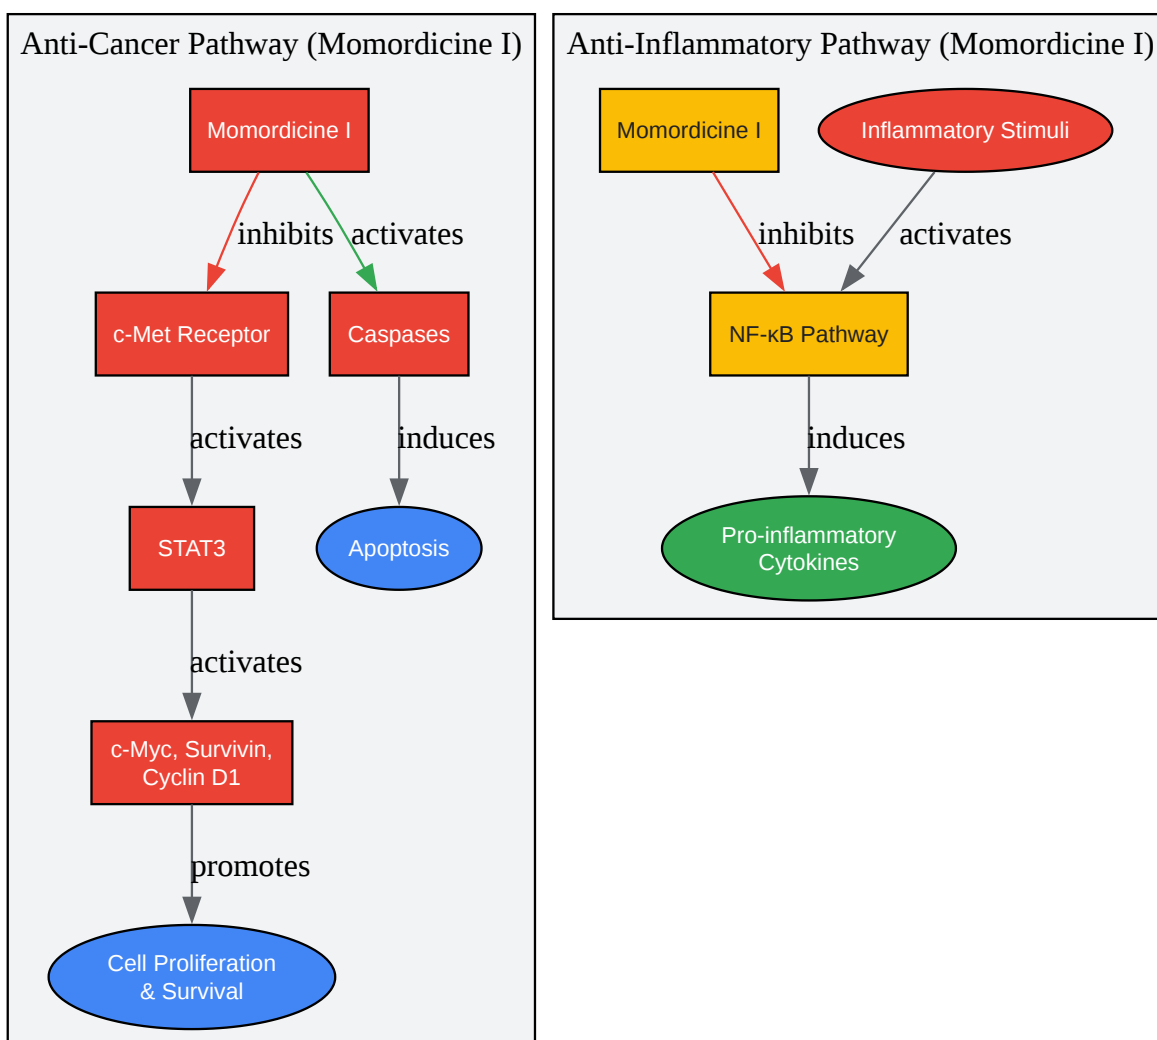 Anti-Cancer Pathway (Momordicine I)
Momordicine I
inhibits
activates
c-Met Receptor
Caspases
activates
induces
STAT3
Apoptosis
activates
c-Myc, Survivin,
Cyclin D1
promotes
Cell Proliferation
& Survival
Anti-Inflammatory Pathway (Momordicine I)
Momordicine I
Inflammatory Stimuli
inhibits
activates
NF-κB Pathway
induces
Pro-inflammatory
Cytokines